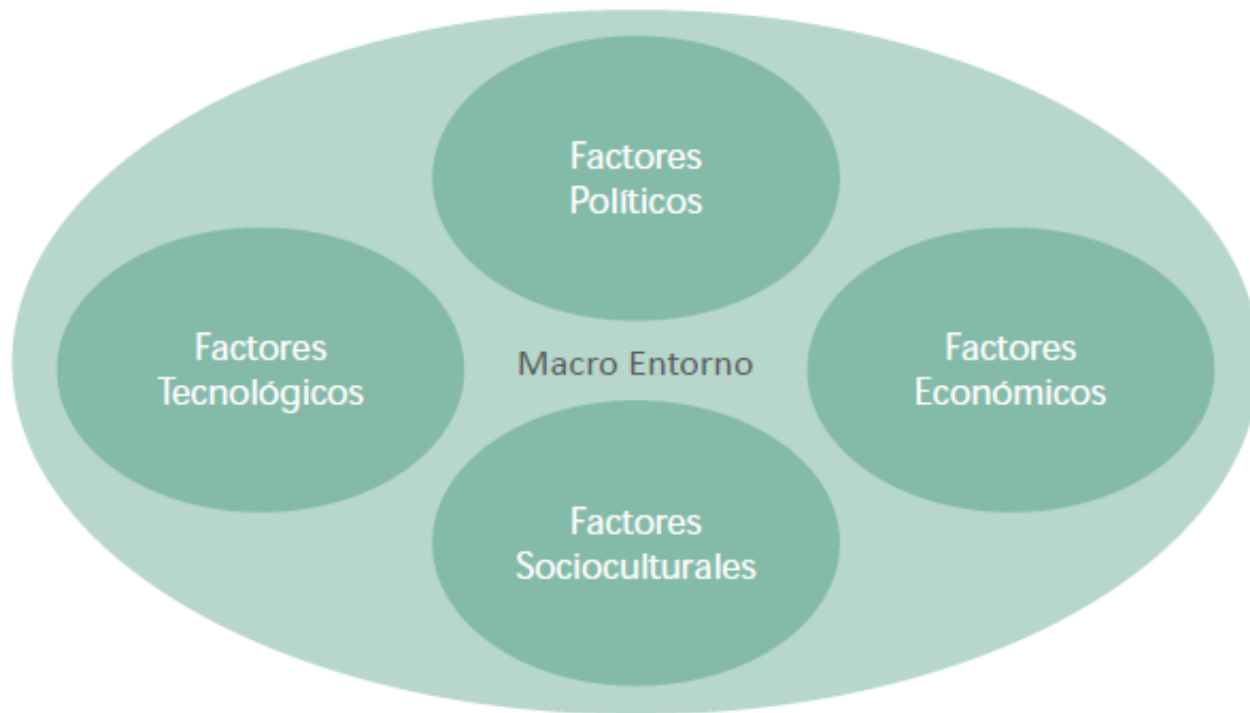 Factores
Políticos
Factores
Tecnológicos
Macro Entorno
Factores
Económicos
Factores
Socioculturales